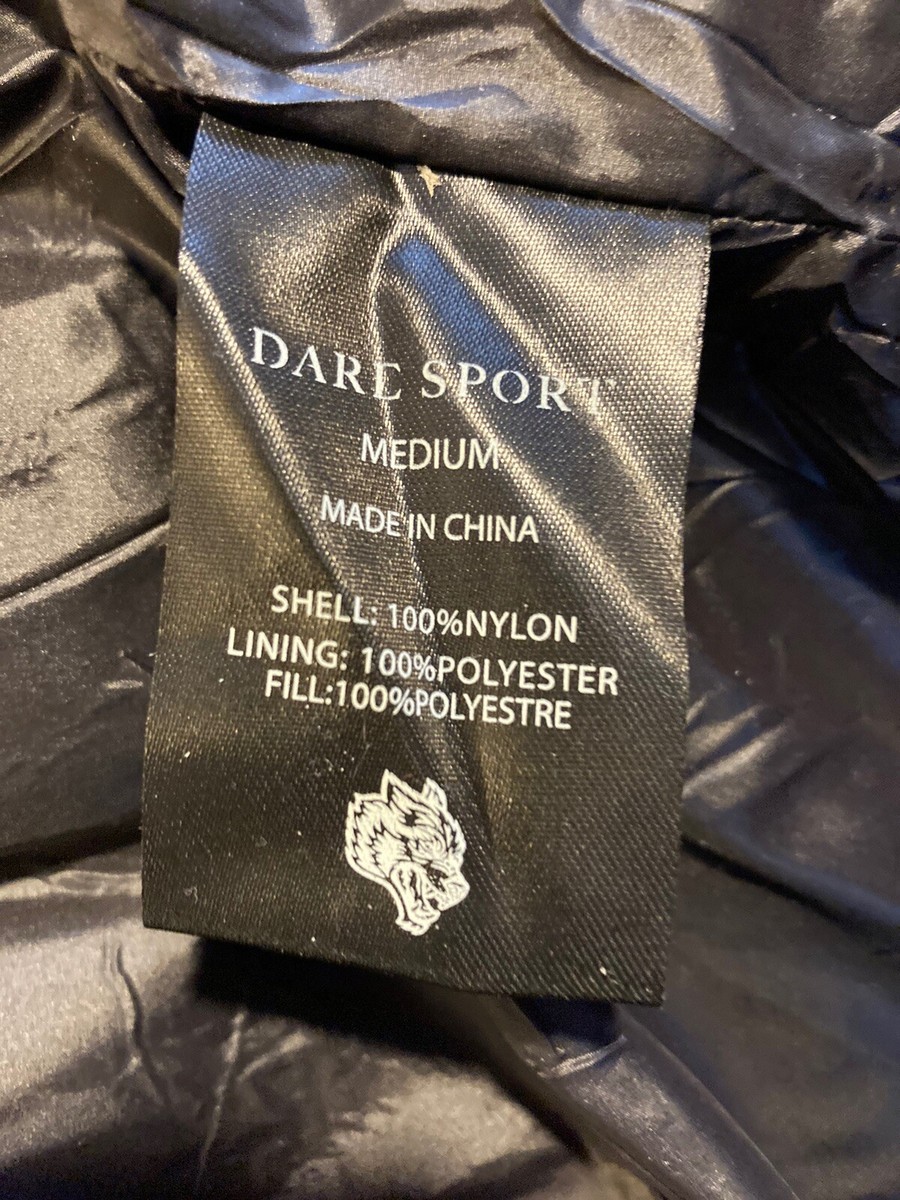 DARE SPORT
MEDIUM
MADE IN CHINA
SHELL: 100%NYLON
LINING: 100%POLYESTER
FILL:100%POLYESTRE